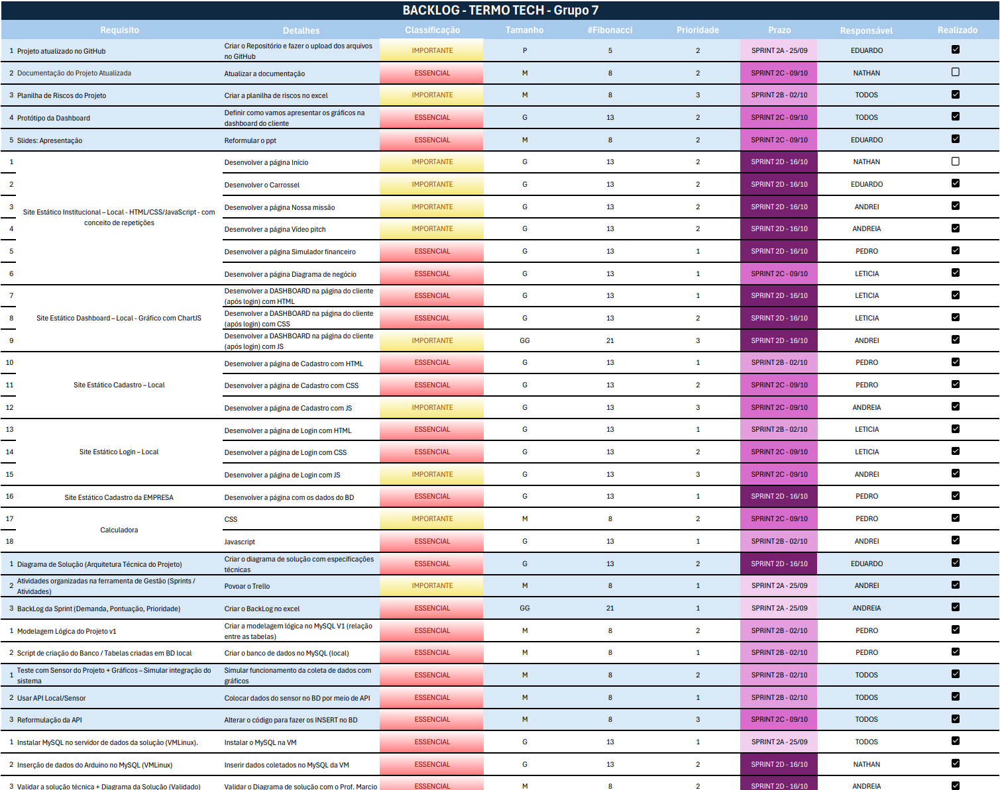 BACKLOG - TERMO TECH - Grupo 7
Requisito Detalhes Classificação Tamanho #Fibonacci Prioridade Prazo Responsável Realizado
1 Projeto atualizado no GitHub Criar o Repositório e fazer o upload dos arquivos no GitHub IMPORTANTE P 5 2 SPRINT 2A - 25/09 EDUARDO
2 Documentação do Projeto Atualizada Atualizar a documentação ESSENCIAL M 8 2 SPRINT 2C - 09/10 NATHAN
3 Planilha de Riscos do Projeto Criar a planilha de riscos no excel IMPORTANTE M 8 3 SPRINT 2B - 02/10 TODOS
4 Protótipo da Dashboard Definir como vamos apresentar os gráficos na dashboard do cliente ESSENCIAL G 13 2 SPRINT 2C - 09/10 TODOS
5 Slides: Apresentação Reformular o ppt ESSENCIAL M 8 2 SPRINT 2C - 09/10 EDUARDO
Site Estático Institucional – Local - HTML/CSS/JavaScript - com conceito de repetições
1 Desenvolver a página Início IMPORTANTE G 13 2 SPRINT 2D - 16/10 NATHAN
2 Desenvolver o Carrossel IMPORTANTE G 13 2 SPRINT 2D - 16/10 EDUARDO
3 Desenvolver a página Nossa missão IMPORTANTE G 13 2 SPRINT 2D - 16/10 ANDREI
4 Desenvolver a página Vídeo pitch IMPORTANTE G 13 2 SPRINT 2D - 16/10 ANDREIA
5 Desenvolver a página Simulador financeiro ESSENCIAL G 13 1 SPRINT 2D - 16/10 PEDRO
6 Desenvolver a página Diagrama de negócio ESSENCIAL G 13 1 SPRINT 2C - 09/10 LETICIA
Site Estático Dashboard – Local - Gráfico com ChartJS
7 Desenvolver a DASHBOARD na página do cliente (após login) com HTML ESSENCIAL G 13 1 SPRINT 2D - 16/10 LETICIA
8 Desenvolver a DASHBOARD na página do cliente (após login) com CSS ESSENCIAL G 13 2 SPRINT 2D - 16/10 LETICIA
9 Desenvolver a DASHBOARD na página do cliente (após login) com JS IMPORTANTE GG 21 3 SPRINT 2D - 16/10 ANDREI
Site Estático Cadastro – Local
10 Desenvolver a página de Cadastro com HTML ESSENCIAL G 13 1 SPRINT 2B - 02/10 PEDRO
11 Desenvolver a página de Cadastro com CSS ESSENCIAL G 13 2 SPRINT 2C - 09/10 PEDRO
12 Desenvolver a página de Cadastro com JS IMPORTANTE G 13 3 SPRINT 2C - 09/10 ANDREIA
Site Estático Login – Local
13 Desenvolver a página de Login com HTML ESSENCIAL G 13 1 SPRINT 2B - 02/10 LETICIA
14 Desenvolver a página de Login com CSS ESSENCIAL G 13 2 SPRINT 2C - 09/10 LETICIA
15 Desenvolver a página de Login com JS IMPORTANTE G 13 3 SPRINT 2C - 09/10 ANDREI
16 Site Estático Cadastro da EMPRESA Desenvolver a página com os dados do BD ESSENCIAL G 13 1 SPRINT 2D - 16/10 PEDRO
Calculadora
17 CSS IMPORTANTE M 8 2 SPRINT 2C - 09/10 PEDRO
18 Javascript ESSENCIAL G 13 1 SPRINT 2B - 02/10 ANDREI
1 Diagrama de Solução (Arquitetura Técnica do Projeto) Criar o diagrama de solução com especificações técnicas ESSENCIAL G 13 2 SPRINT 2D - 16/10 EDUARDO
2 Atividades organizadas na ferramenta de Gestão (Sprints / Atividades) Povoar o Trello IMPORTANTE M 8 1 SPRINT 2A - 25/09 ANDREI
3 BackLog da Sprint (Demanda, Pontuação, Prioridade) Criar o BackLog no excel ESSENCIAL GG 21 1 SPRINT 2A - 25/09 ANDREIA
1 Modelagem Lógica do Projeto v1 Criar a modelagem lógica no MySQL V1 (relação entre as tabelas) ESSENCIAL M 8 2 SPRINT 2B - 02/10 PEDRO
2 Script de criação do Banco / Tabelas criadas em BD local Criar o banco de dados no MySQL (local) ESSENCIAL M 8 1 SPRINT 2B - 02/10 PEDRO
1 Teste com Sensor do Projeto + Gráficos – Simular integração do sistema Simular funcionamento da coleta de dados com gráficos ESSENCIAL M 8 2 SPRINT 2B - 02/10 TODOS
2 Usar API Local/Sensor Colocar dados do sensor no BD por meio de API ESSENCIAL M 8 1 SPRINT 2B - 02/10 TODOS
3 Reformulação da API Alterar o código para fazer os INSERT no BD ESSENCIAL M 8 3 SPRINT 2C - 09/10 TODOS
1 Instalar MySQL no servidor de dados da solução (VMLinux). Instalar o MySQL na VM ESSENCIAL G 13 1 SPRINT 2A - 25/09 TODOS
2 Inserção de dados do Arduino no MySQL (VMLinux) Inserir dados coletados no MySQL da VM ESSENCIAL G 13 2 SPRINT 2D - 16/10 NATHAN
3 Validar a solução técnica + Diagrama da Solução (Validado) Validar o Diagrama de solução com o Prof. Marcio ESSENCIAL M 8 2 SPRINT 2D - 16/10 ANDREIA